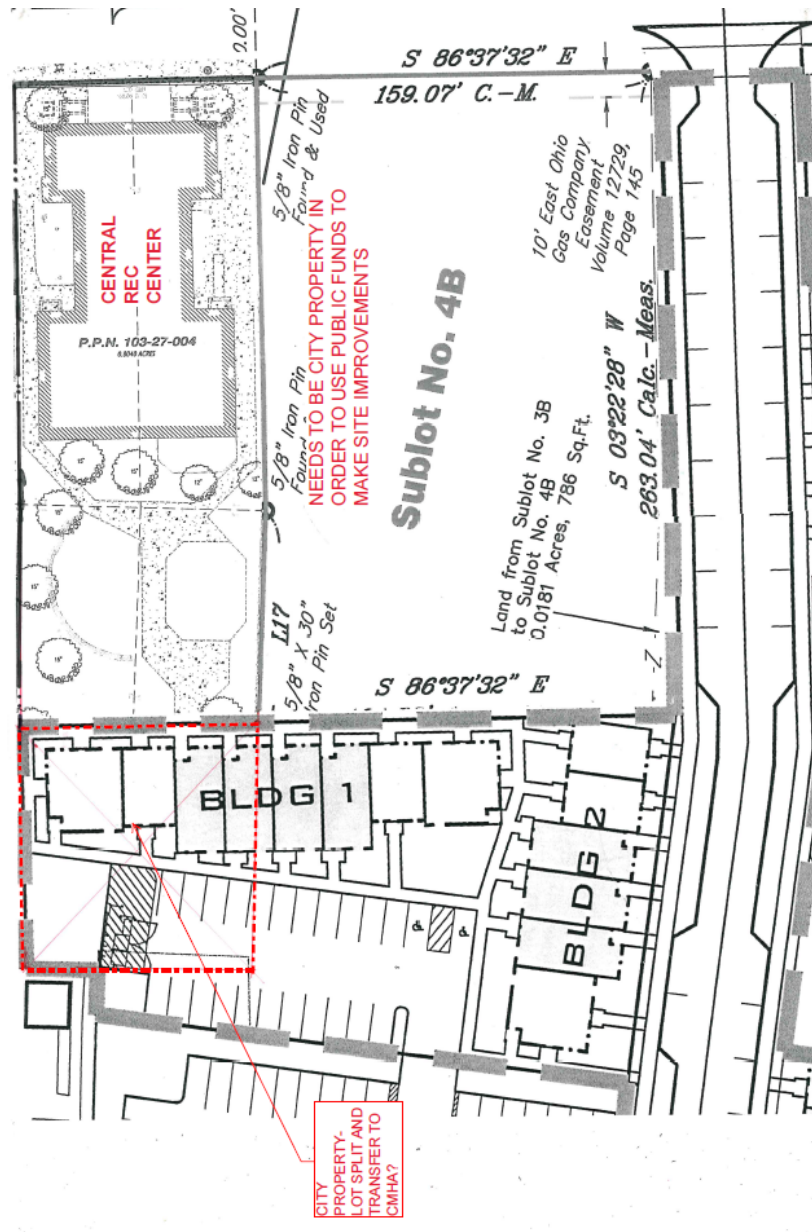 0.00'
S 86°37'32" E
159.07' C.-M.
5/8" Iron Pin
Found & Used
CENTRAL
REC
CENTER
P.P.N. 103-27-004
NEEDS TO BE CITY PROPERTY IN
ORDER TO USE PUBLIC FUNDS TO
MAKE SITE IMPROVEMENTS
10' East Ohio
Gas Company
Easement
Volume 12729,
Page 145
5/8" Iron Pin
Sublot No. 4B
S 03°22'28" W
263.04' Calc.-Meas.
Land from Sublot No. 3B
to Sublot No. 4B
0.0181 Acres, 786 Sq.Ft.
L17
5/8" X 30"
Iron Pin Set
S 86°37'32" E
Z
BLDG 1
BLDG 2
CITY
PROPERTY-
LOT SPLIT AND
TRANSFER TO
CMHA?